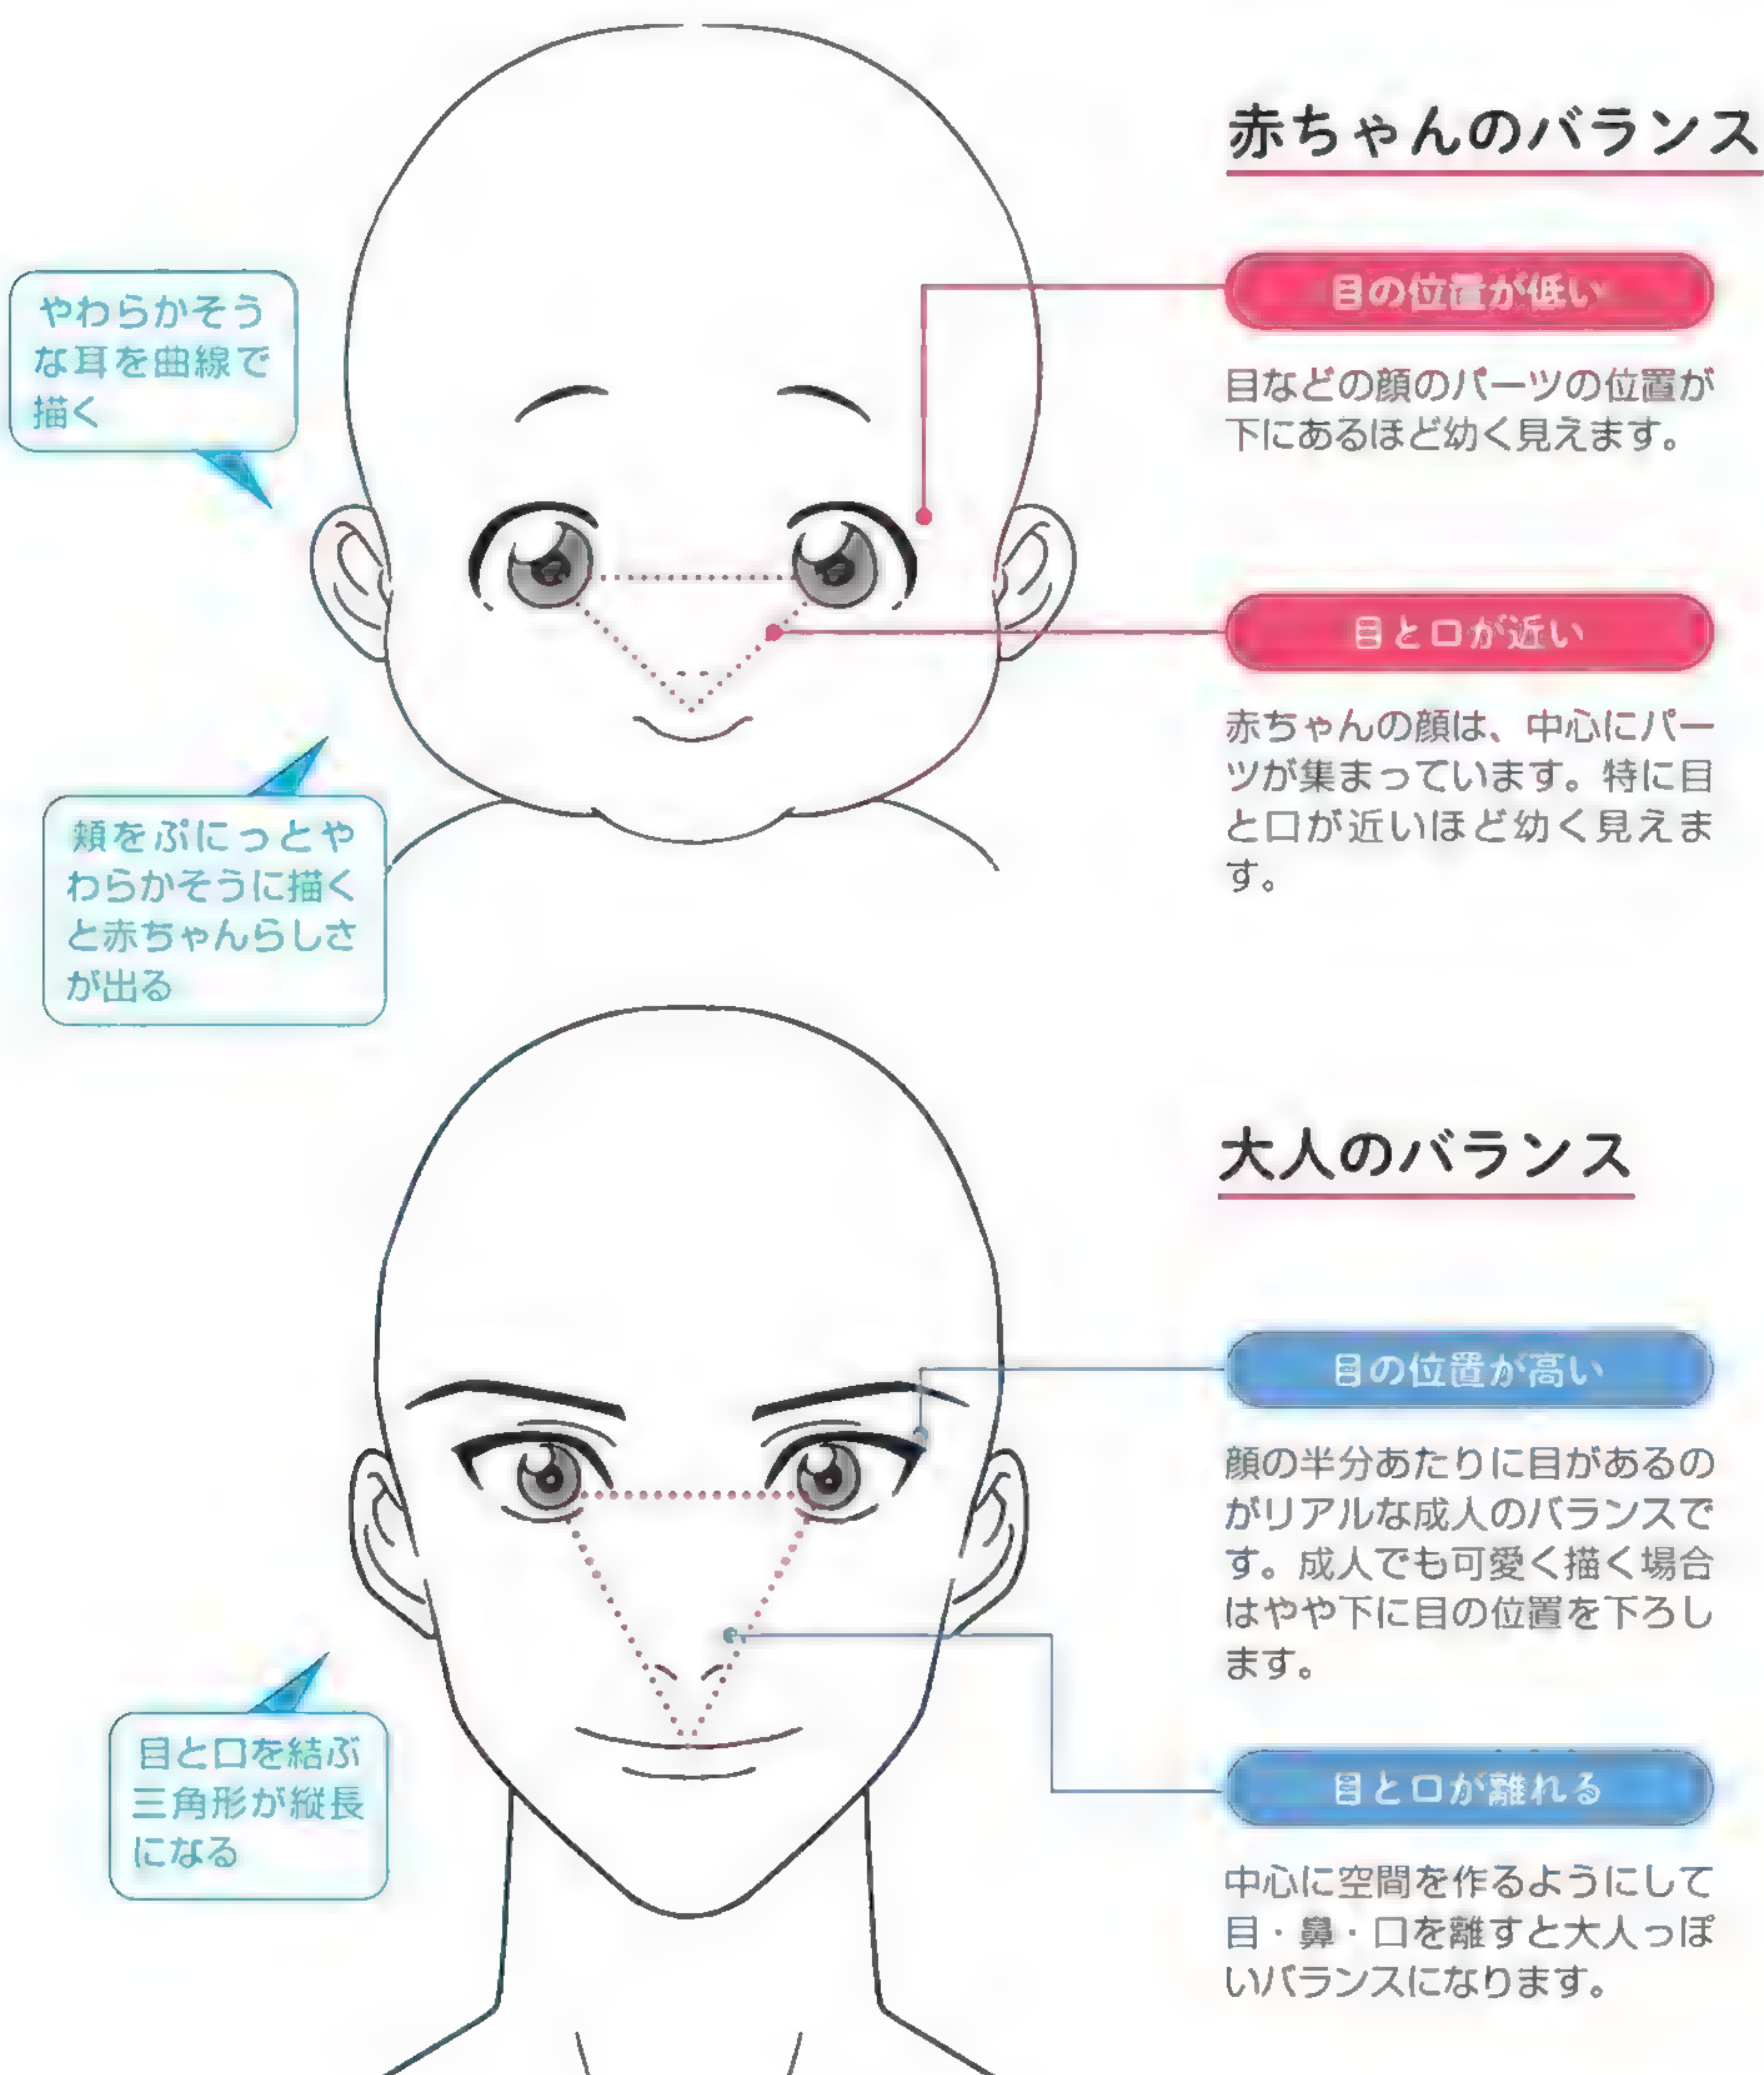 赤ちゃんのバランス
やわらかそう
な耳を曲線で
描く
目の位置が低い
目などの顔のパーツの位置が
下にあるほど幼く見えます。
目と口が近い
赤ちゃんの顔は、中心にパー
ツが集まっています。特に目
と口が近いほど幼く見えま
す。
頬をぷにっとや
わらかそうに描く
と赤ちゃんらしさ
が出る
大人のバランス
目の位置が高い
顔の半分あたりに目があるの
がリアルな成人のバランスで
す。成人でも可愛く描く場合
はやや下に目の位置を下ろし
ます。
目と口を結ぶ
三角形が縦長
になる
目と口が離れる
中心に空間を作るようにして
目・鼻・口を離すと大人っぽ
いバランスになります。